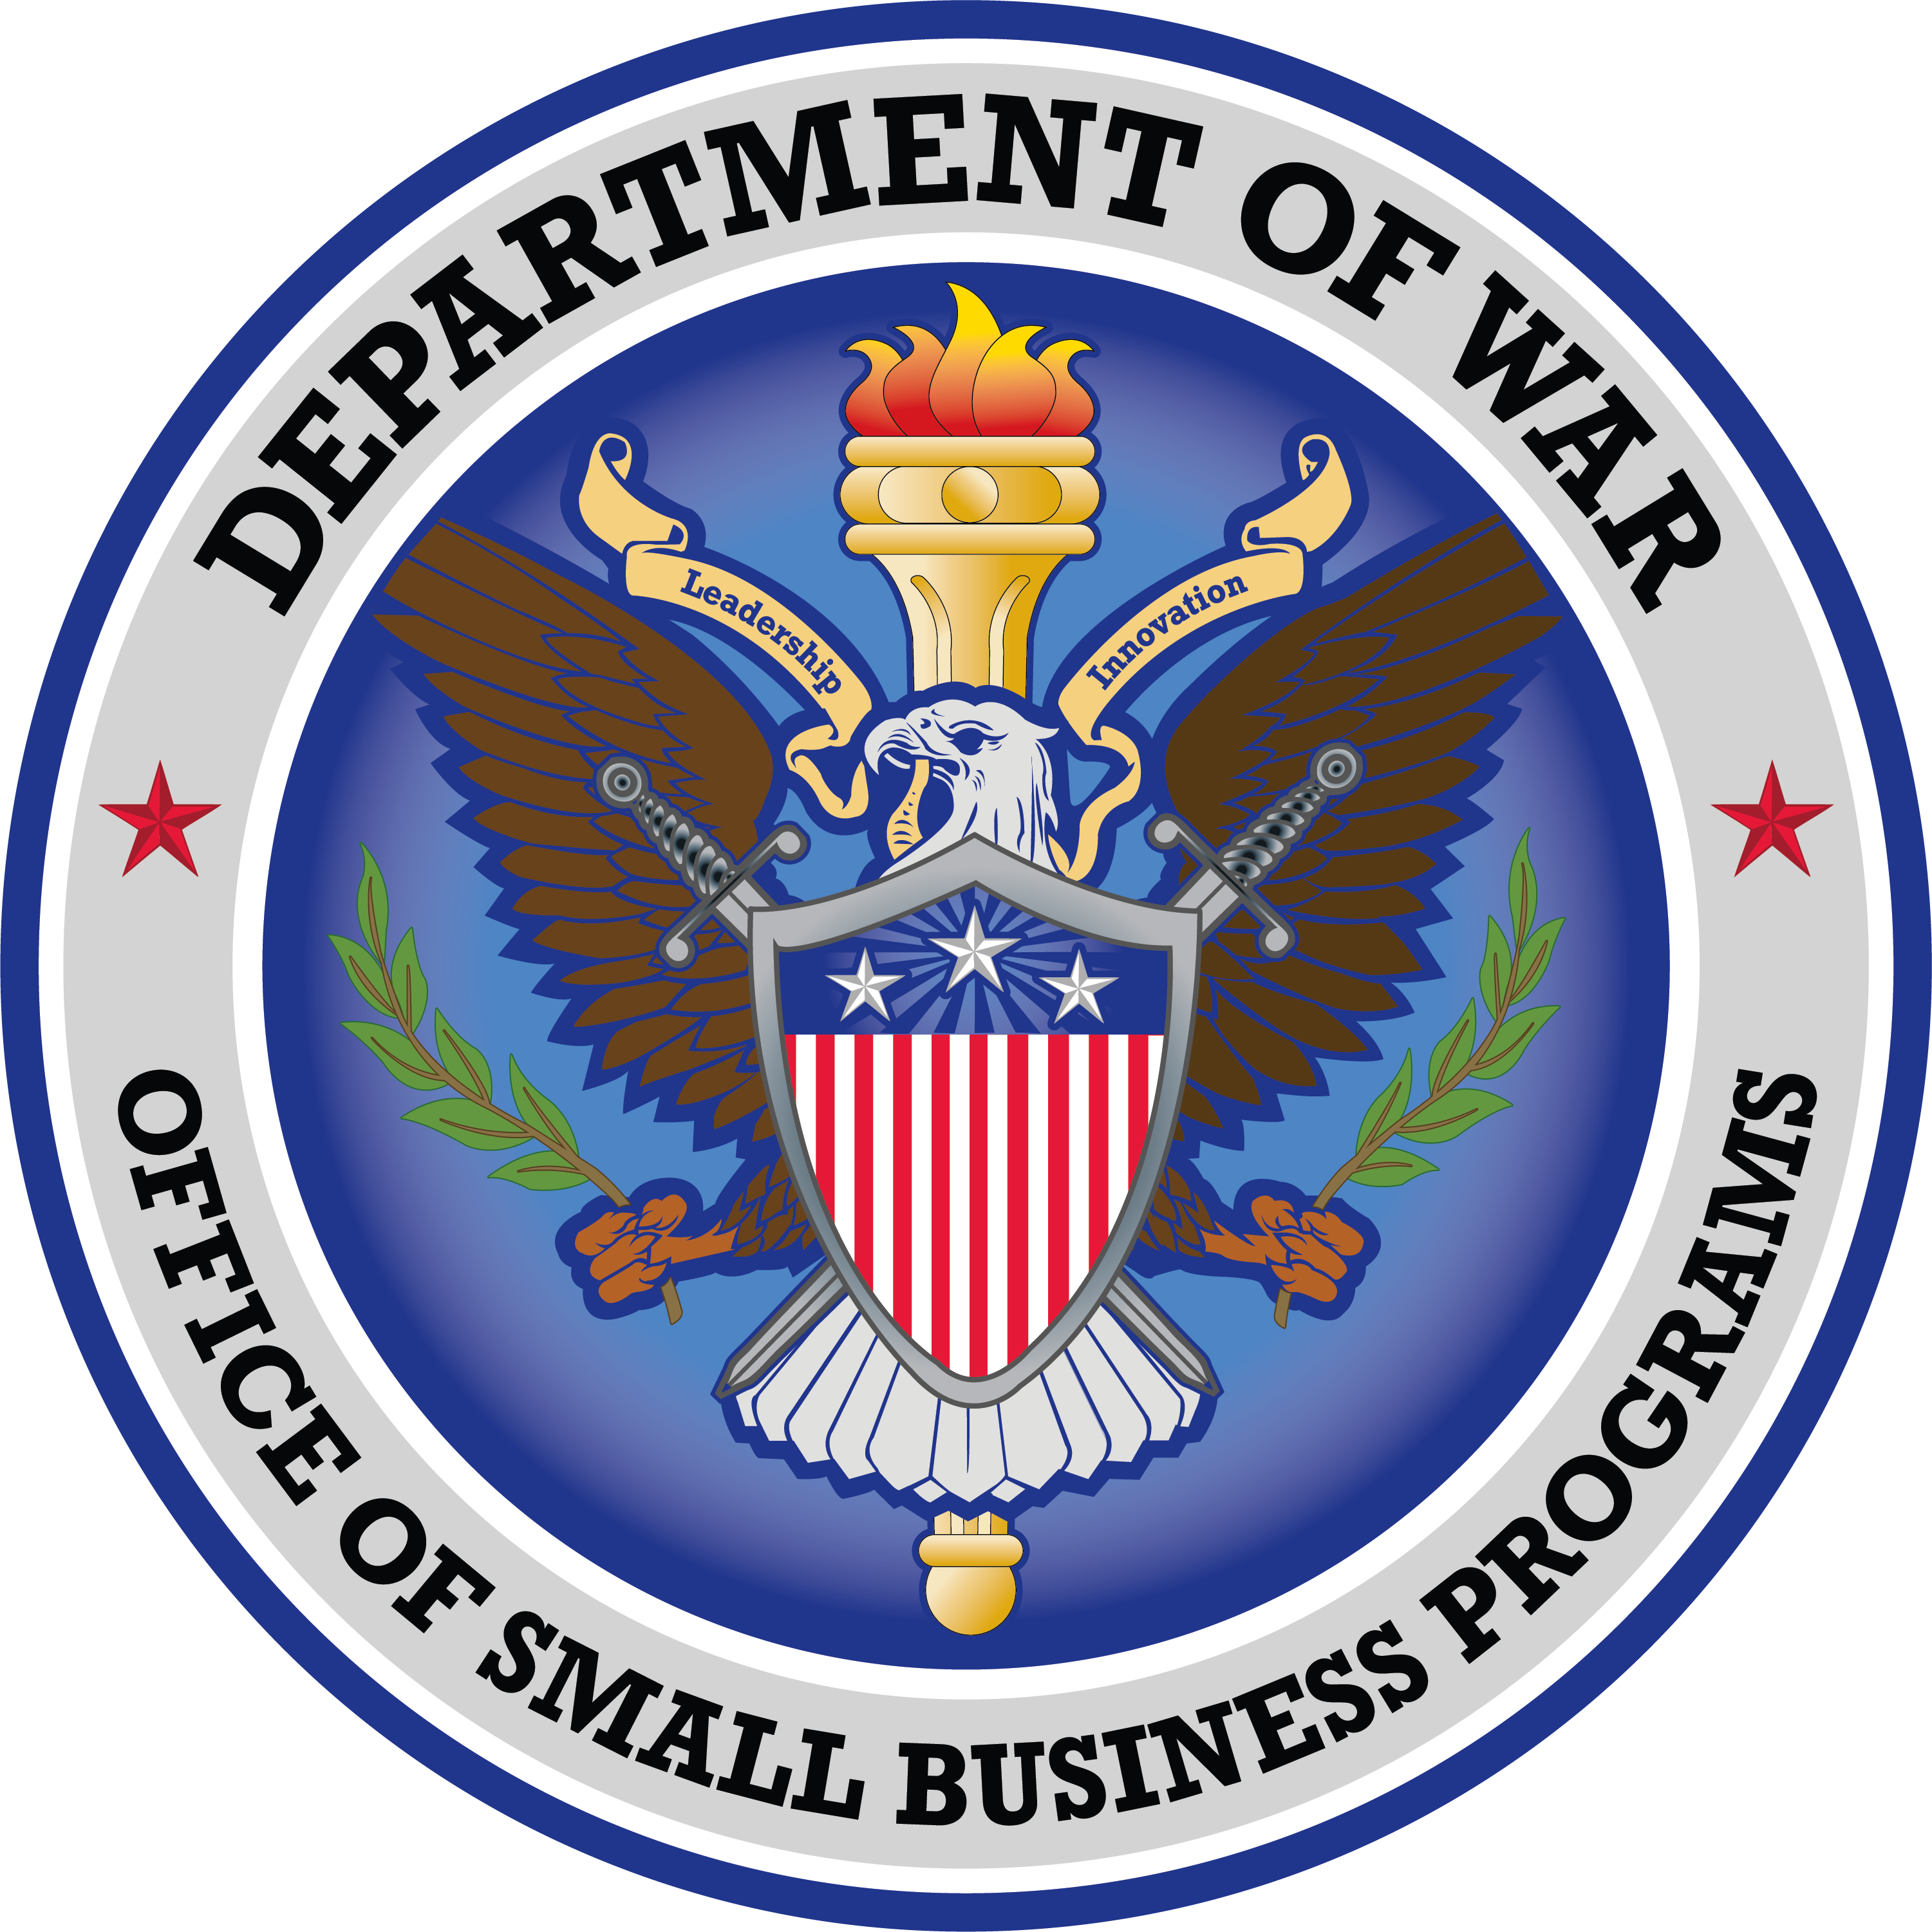 DEPARTMENT OF WAR
Leadership
Innovation
OFFICE OF SMALL BUSINESS PROGRAMS